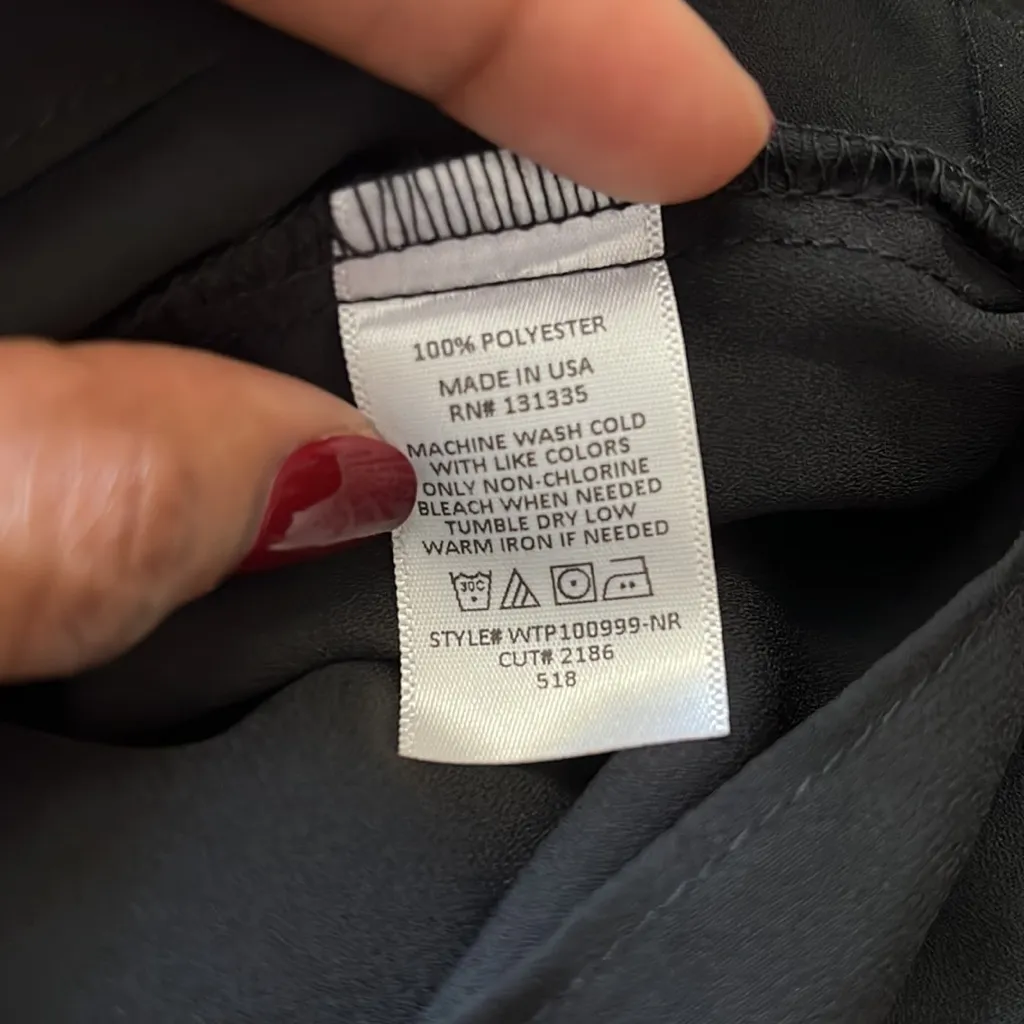 100% POLYESTER
MADE IN USA
RN# 131335
MACHINE WASH COLD
WITH LIKE COLORS
ONLY NON-CHLORINE
BLEACH WHEN NEEDED
TUMBLE DRY LOW
WARM IRON IF NEEDED
30C
STYLE# WTP100999-NR
CUT# 2186
518